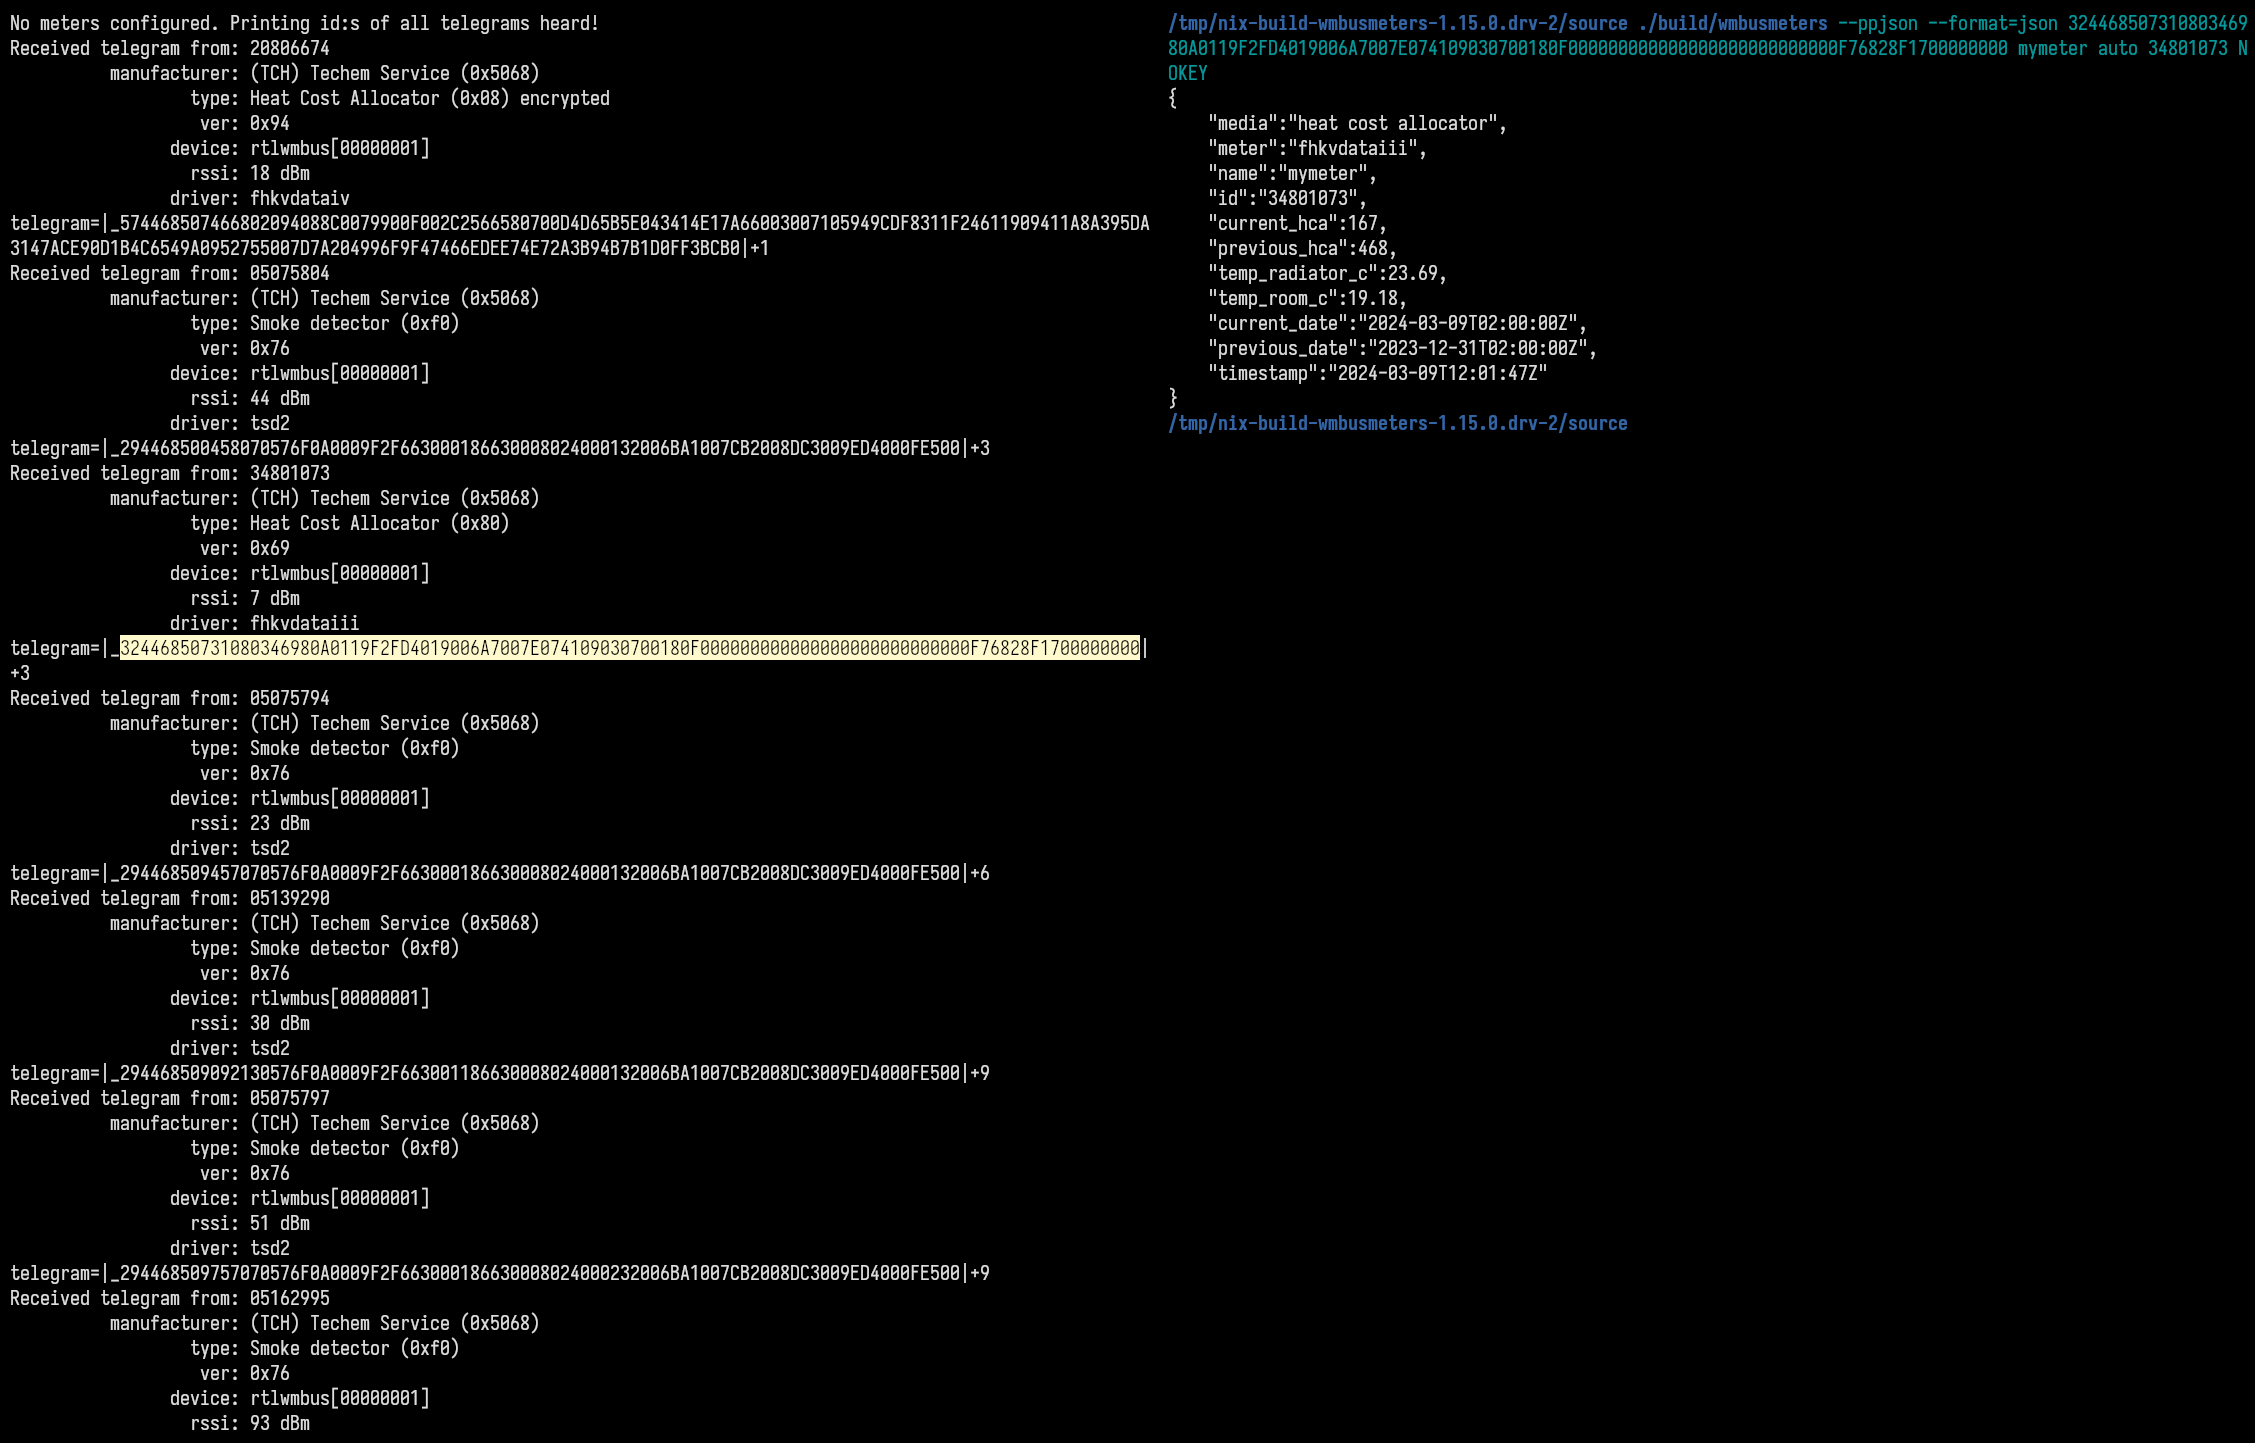 No meters configured. Printing id:s of all telegrams heard!
Received telegram from: 20806674
manufacturer: (TCH) Techem Service (0x5068)
type: Heat Cost Allocator (0x08) encrypted
ver: 0x94
device: rtlwmbus[00000001]
rssi: 18 dBm
driver: fhkvdataiv
telegram=|_574468507466802094088C0079900F002C2566580700D4D65B5E043414E17A66003007105949CDF8311F24611909411A8A395DA
3147ACE90D1B4C6549A0952755007D7A204996F9F47466EDEE74E72A3B94B7B1D0FF3BCB0|+1
Received telegram from: 05075804
manufacturer: (TCH) Techem Service (0x5068)
type: Smoke detector (0xf0)
ver: 0x76
device: rtlwmbus[00000001]
rssi: 44 dBm
driver: tsd2
telegram=|_294468500458070576F0A0009F2F663000186630008024000132006BA1007CB2008DC3009ED4000FE500|+3
Received telegram from: 34801073
manufacturer: (TCH) Techem Service (0x5068)
type: Heat Cost Allocator (0x80)
ver: 0x69
device: rtlwmbus[00000001]
rssi: 7 dBm
driver: fhkvdataiii
telegram=|_32446850731080346980A0119F2FD4019006A7007E074109030700180F000000000000000000000000000F76828F1700000000|
+3
Received telegram from: 05075794
manufacturer: (TCH) Techem Service (0x5068)
type: Smoke detector (0xf0)
ver: 0x76
device: rtlwmbus[00000001]
rssi: 23 dBm
driver: tsd2
telegram=|_294468509457070576F0A0009F2F663000186630008024000132006BA1007CB2008DC3009ED4000FE500|+6
Received telegram from: 05139290
manufacturer: (TCH) Techem Service (0x5068)
type: Smoke detector (0xf0)
ver: 0x76
device: rtlwmbus[00000001]
rssi: 30 dBm
driver: tsd2
telegram=|_294468509092130576F0A0009F2F663001186630008024000132006BA1007CB2008DC3009ED4000FE500|+9
Received telegram from: 05075797
manufacturer: (TCH) Techem Service (0x5068)
type: Smoke detector (0xf0)
ver: 0x76
device: rtlwmbus[00000001]
rssi: 51 dBm
driver: tsd2
telegram=|_294468509757070576F0A0009F2F663000186630008024000232006BA1007CB2008DC3009ED4000FE500|+9
Received telegram from: 05162995
manufacturer: (TCH) Techem Service (0x5068)
type: Smoke detector (0xf0)
ver: 0x76
device: rtlwmbus[00000001]
rssi: 93 dBm
/tmp/nix-build-wmbusmeters-1.15.0.drv-2/source ./build/wmbusmeters --ppjson --format=json 324468507310803469
80A0119F2FD4019006A7007E074109030700180F000000000000000000000000000F76828F1700000000 mymeter auto 34801073 N
OKEY
{
"media":"heat cost allocator",
"meter":"fhkvdataiii",
"name":"mymeter",
"id":"34801073",
"current_hca":167,
"previous_hca":468,
"temp_radiator_c":23.69,
"temp_room_c":19.18,
"current_date":"2024-03-09T02:00:00Z",
"previous_date":"2023-12-31T02:00:00Z",
"timestamp":"2024-03-09T12:01:47Z"
}
/tmp/nix-build-wmbusmeters-1.15.0.drv-2/source